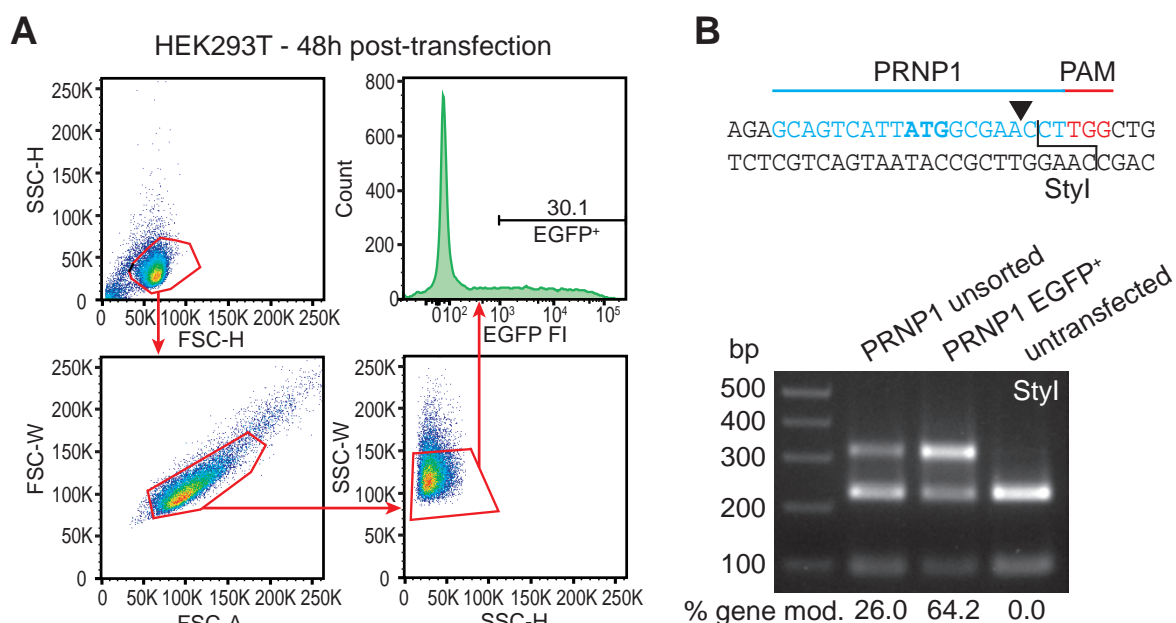 A
HEK293T - 48h post-transfection
250K
200K
150K
100K
50K
0
SSC-H
0 50K 100K 150K 200K 250K
FSC-H
800
600
400
200
0
Count
30.1
EGFP⁺
0 10² 10³ 10⁴ 10⁵
EGFP FI
250K
200K
150K
100K
50K
0
FSC-W
0 50K 100K 150K 200K 250K
FSC-A
250K
200K
150K
100K
50K
0
SSC-W
0 50K 100K 150K 200K 250K
SSC-H
B
PRNP1 PAM
AGAGCAGTCATTATGGCGAACCTTGGCTG
TCTCGTCAGTAATACCGCTTGGAACCGAC
StyI
PRNP1 unsorted
PRNP1 EGFP⁺
untransfected
bp
500
400
300
200
100
StyI
% gene mod. 26.0 64.2 0.0